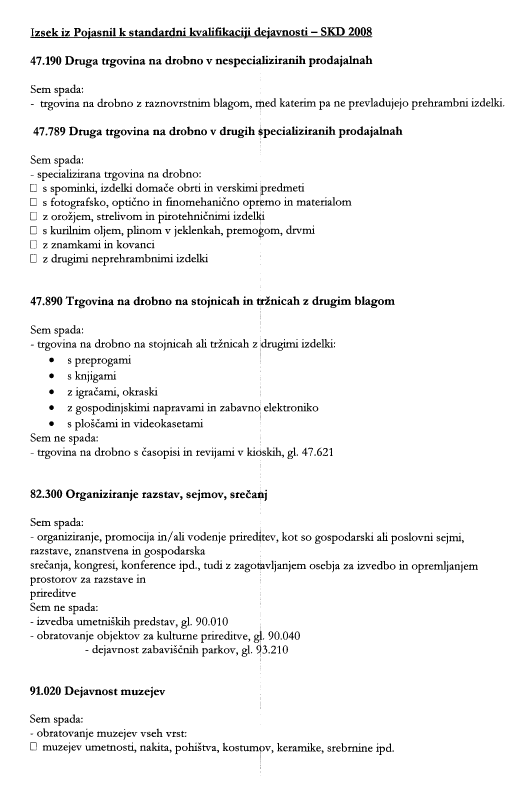 Izsek iz Pojasnil k standardni kvalifikaciji dejavnosti – SKD 2008
47.190 Druga trgovina na drobno v nespecializiranih prodajalnah
Sem spada:
- trgovina na drobno z raznovrstnim blagom, med katerim pa ne prevladujejo prehrambni izdelki.
47.789 Druga trgovina na drobno v drugih specializiranih prodajalnah
Sem spada:
- specializirana trgovina na drobno:
□ s spominki, izdelki domače obrti in verskimi predmeti
□ s fotografsko, optično in finomehanično opremo in materialom
□ z orožjem, strelivom in pirotehničnimi izdelki
□ s kurilnim oljem, plinom v jeklenkah, premogom, drvmi
□ z znamkami in kovanci
□ z drugimi neprehrambnimi izdelki
47.890 Trgovina na drobno na stojnicah in tržnicah z drugim blagom
Sem spada:
- trgovina na drobno na stojnicah ali tržnicah z drugimi izdelki:
• s preprogami
• s knjigami
• z igračami, okraski
• z gospodinjskimi napravami in zabavno elektroniko
• s ploščami in videokasetami
Sem ne spada:
- trgovina na drobno s časopisi in revijami v kioskih, gl. 47.621
82.300 Organiziranje razstav, sejmov, srečanj
Sem spada:
- organiziranje, promocija in/ali vodenje prireditev, kot so gospodarski ali poslovni sejmi,
razstave, znanstvena in gospodarska
srečanja, kongresi, konference ipd., tudi z zagotavljanjem osebja za izvedbo in opremljanjem
prostorov za razstave in
prireditve
Sem ne spada:
- izvedba umetniških predstav, gl. 90.010
- obratovanje objektov za kulturne prireditve, gl. 90.040
- dejavnost zabaviščnih parkov, gl. 93.210
91.020 Dejavnost muzejev
Sem spada:
- obratovanje muzejev vseh vrst:
□ muzejev umetnosti, nakita, pohištva, kostumov, keramike, srebrnine ipd.